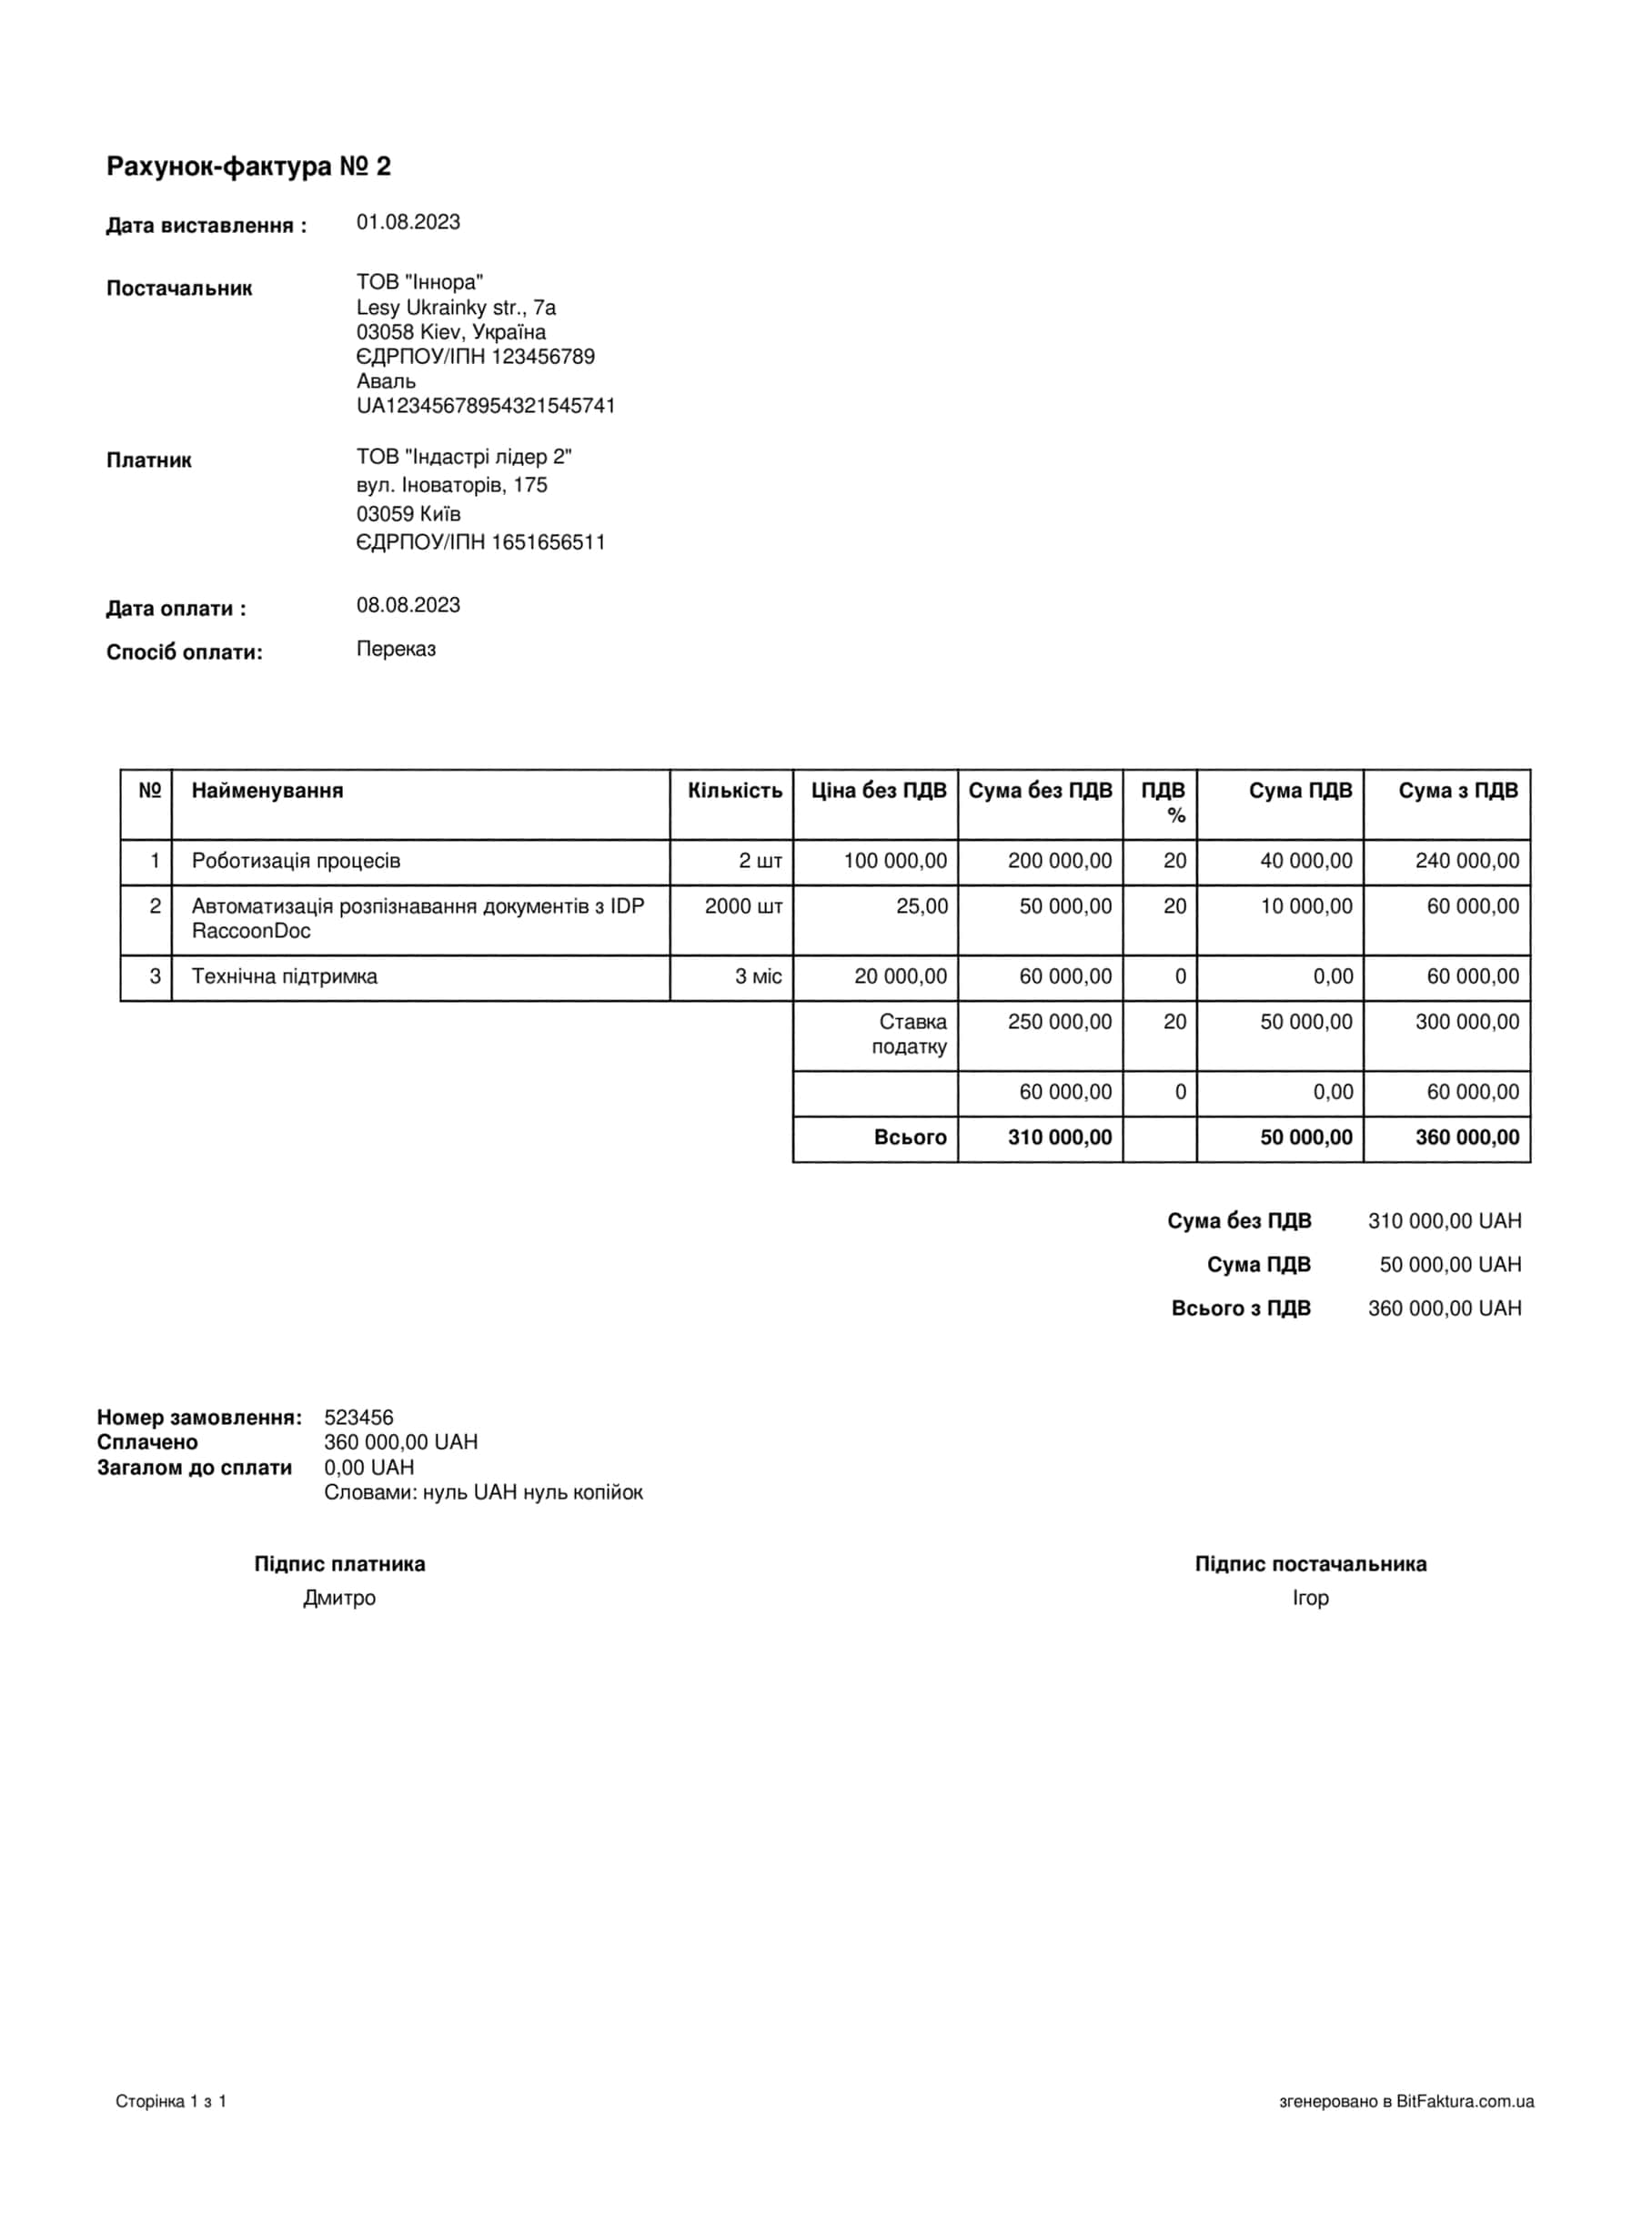 Рахунок-фактура № 2
Дата виставлення : 01.08.2023
Постачальник ТОВ "Іннора"
Lesy Ukrainky str., 7a
03058 Kiev, Україна
ЄДРПОУ/ІПН 123456789
Аваль
UA12345678954321545741
Платник ТОВ "Індастрі лідер 2"
вул. Іноваторів, 175
03059 Київ
ЄДРПОУ/ІПН 1651656511
Дата оплати : 08.08.2023
Спосіб оплати: Переказ
№ Найменування Кількість Ціна без ПДВ Сума без ПДВ ПДВ Сума ПДВ Сума з ПДВ
%
1 Роботизація процесів 2 шт 100 000,00 200 000,00 20 40 000,00 240 000,00
2 Автоматизація розпізнавання документів з IDP 2000 шт 25,00 50 000,00 20 10 000,00 60 000,00
RaccoonDoc
3 Технічна підтримка 3 міс 20 000,00 60 000,00 0 0,00 60 000,00
Ставка 250 000,00 20 50 000,00 300 000,00
податку
60 000,00 0 0,00 60 000,00
Всього 310 000,00 50 000,00 360 000,00
Сума без ПДВ 310 000,00 UAH
Сума ПДВ 50 000,00 UAH
Всього з ПДВ 360 000,00 UAH
Номер замовлення: 523456
Сплачено 360 000,00 UAH
Загалом до сплати 0,00 UAH
Словами: нуль UAH нуль копійок
Підпис платника Підпис постачальника
Дмитро Ігор
Сторінка 1 з 1 згенеровано в BitFaktura.com.ua